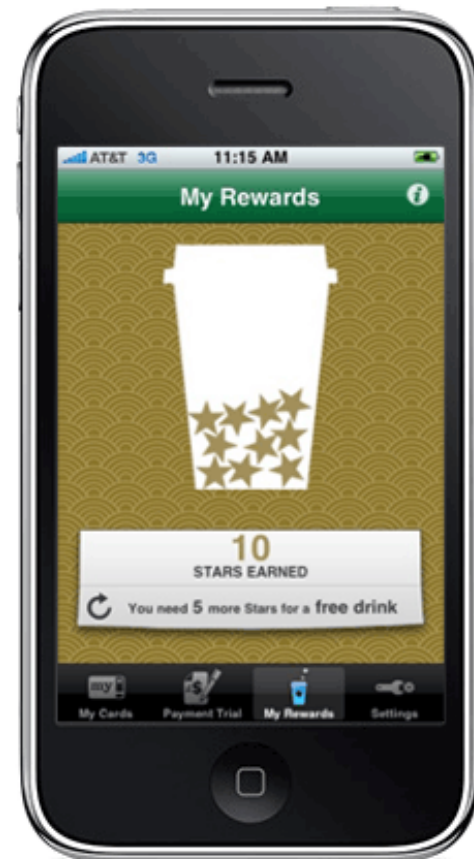 AT&T 3G 11:15 AM
My Rewards
10
STARS EARNED
You need 5 more Stars for a free drink
my
My Cards Payment Trial My Rewards Settings